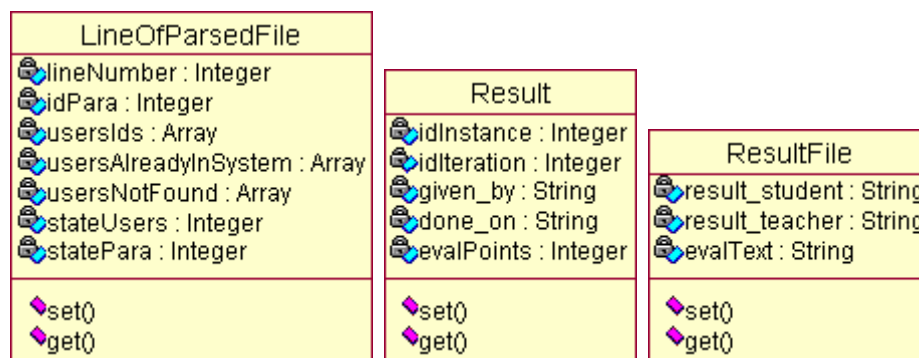 LineOfParsedFile
lineNumber : Integer
idPara : Integer
usersIds : Array
usersAlreadyInSystem : Array
usersNotFound : Array
stateUsers : Integer
statePara : Integer
set()
get()
Result
idInstance : Integer
idIteration : Integer
given_by : String
done_on : String
evalPoints : Integer
set()
get()
ResultFile
result_student : String
result_teacher : String
evalText : String
set()
get()